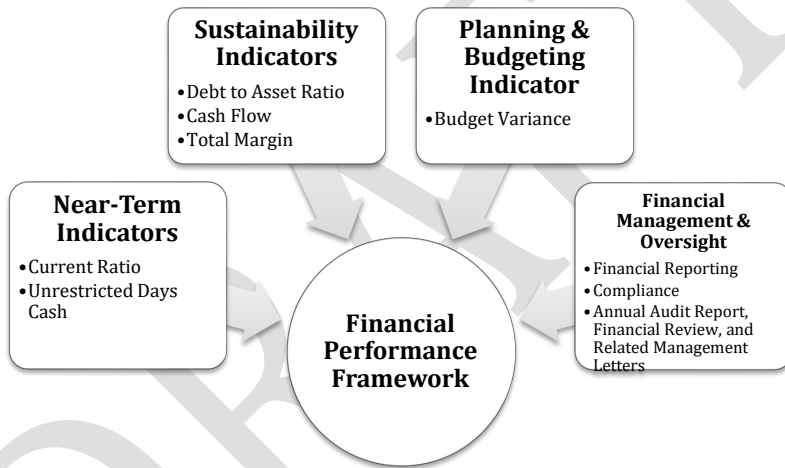 Sustainability
Indicators
•Debt to Asset Ratio
•Cash Flow
•Total Margin
Planning &
Budgeting
Indicator
•Budget Variance
Near-Term
Indicators
•Current Ratio
•Unrestricted Days
Cash
Financial
Management &
Oversight
•Financial Reporting
•Compliance
•Annual Audit Report,
Financial Review, and
Related Management
Letters
Financial
Performance
Framework